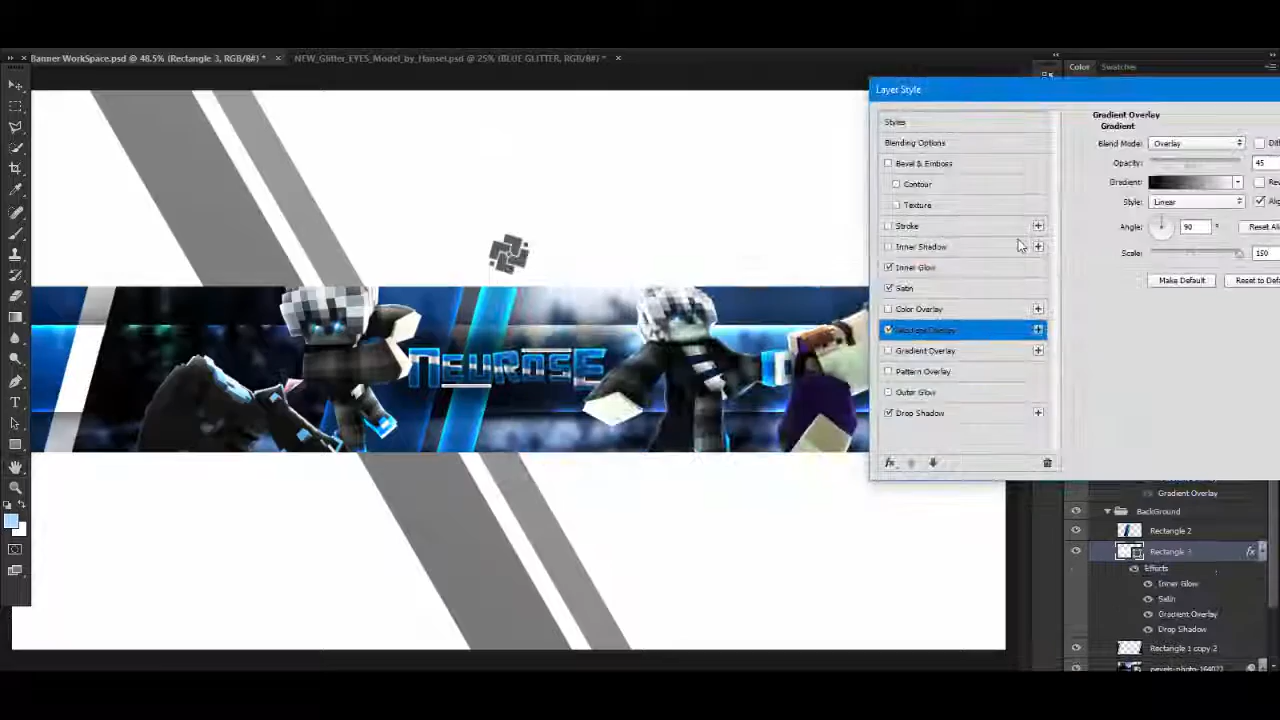 Banner WorkSpace.psd @ 48.5% (Rectangle 3, RGB/8#) *
NEW_Glitter_EYES_Model_by_Hansel.psd @ 25% (BLUE GLITTER, RGB/8#) *
Color
Swatches
Layer Style
Styles
Blending Options
Bevel & Emboss
Contour
Texture
Stroke
Inner Shadow
Inner Glow
Satin
Color Overlay
Gradient Overlay
Gradient Overlay
Pattern Overlay
Outer Glow
Drop Shadow
fx
Gradient Overlay
Gradient
Blend Mode: Overlay
Opacity: 45
Gradient:
Style: Linear
Angle: 90 °
Scale: 150
Make Default
NEUROSE
Gradient Overlay
BackGround
Rectangle 2
Rectangle 3 fx
Effects
Inner Glow
Satin
Gradient Overlay
Drop Shadow
Rectangle 1 copy 2